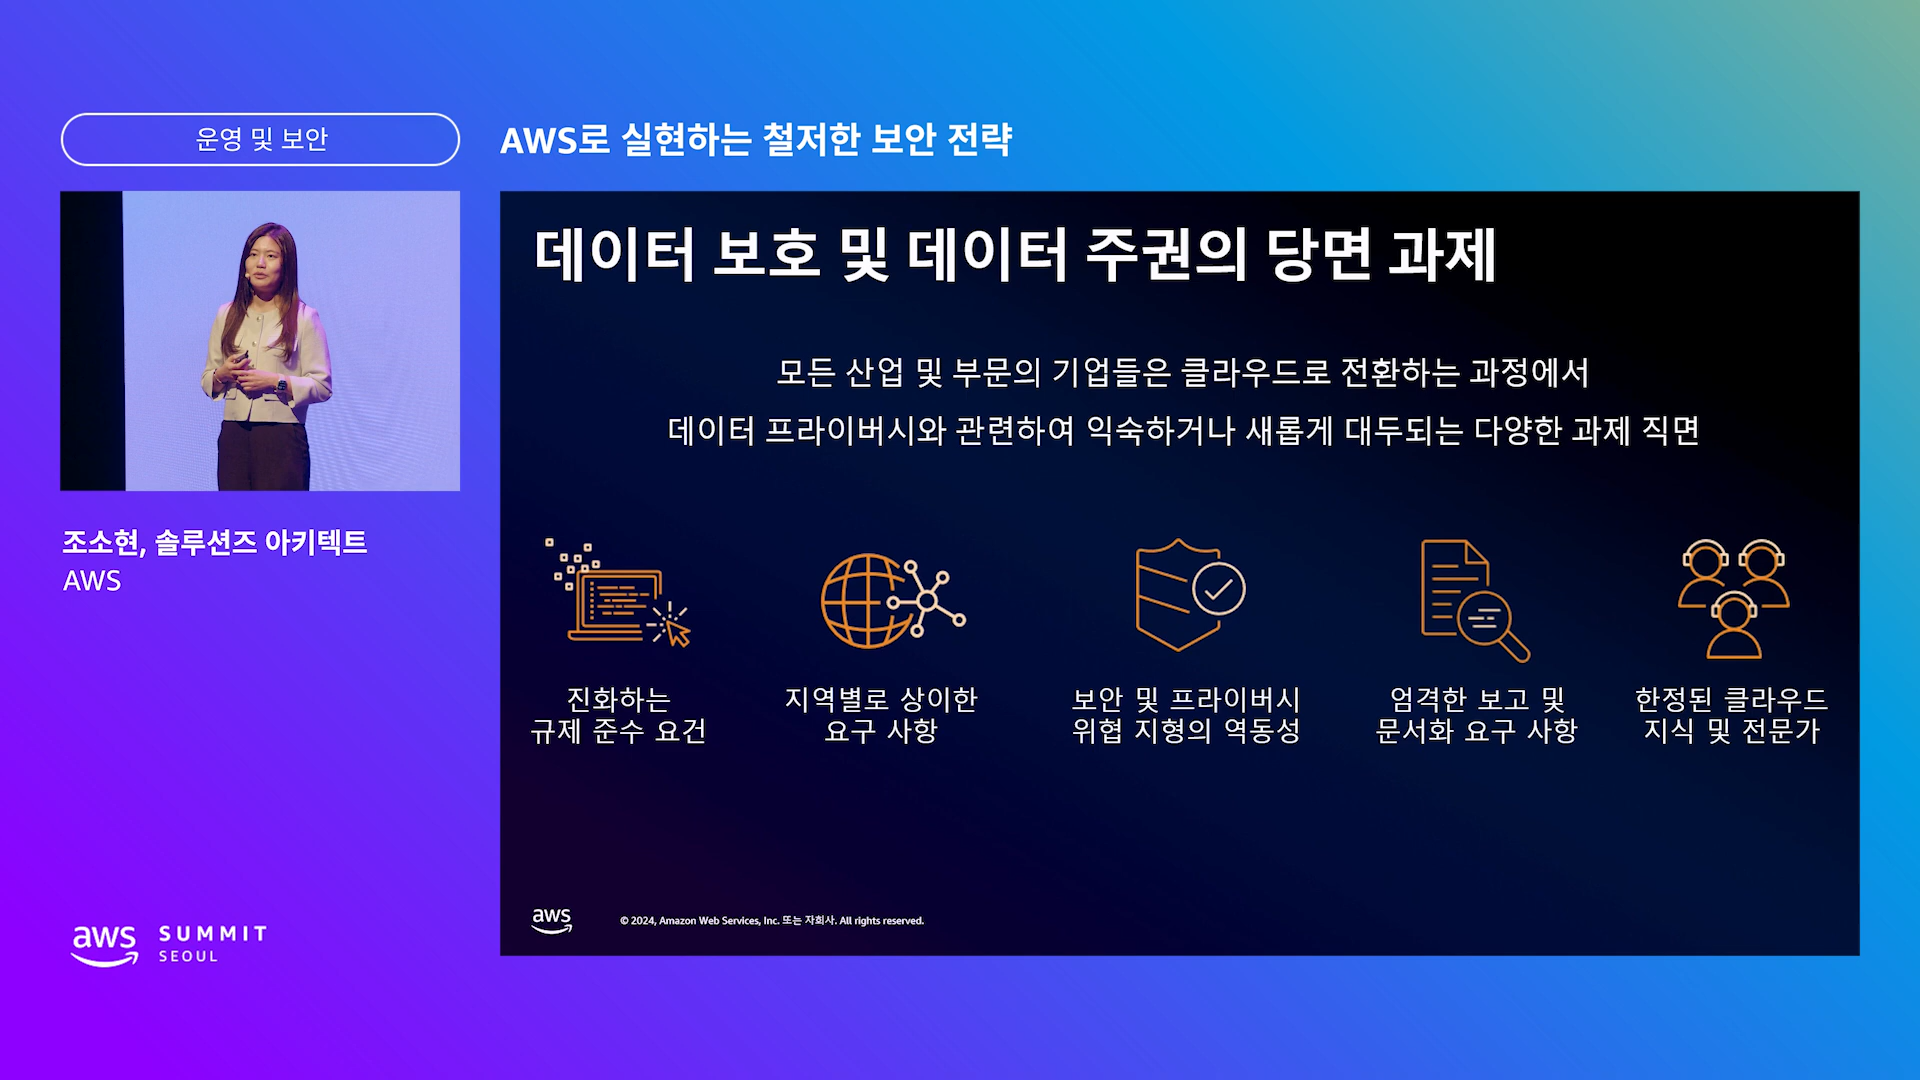 운영 및 보안
AWS로 실현하는 철저한 보안 전략
조소현, 솔루션즈 아키텍트
AWS
데이터 보호 및 데이터 주권의 당면 과제
모든 산업 및 부문의 기업들은 클라우드로 전환하는 과정에서
데이터 프라이버시와 관련하여 익숙하거나 새롭게 대두되는 다양한 과제 직면
진화하는
규제 준수 요건
지역별로 상이한
요구 사항
보안 및 프라이버시
위협 지형의 역동성
엄격한 보고 및
문서화 요구 사항
한정된 클라우드
지식 및 전문가
aws
© 2024, Amazon Web Services, Inc. 또는 자회사. All rights reserved.
aws
SUMMIT
SEOUL